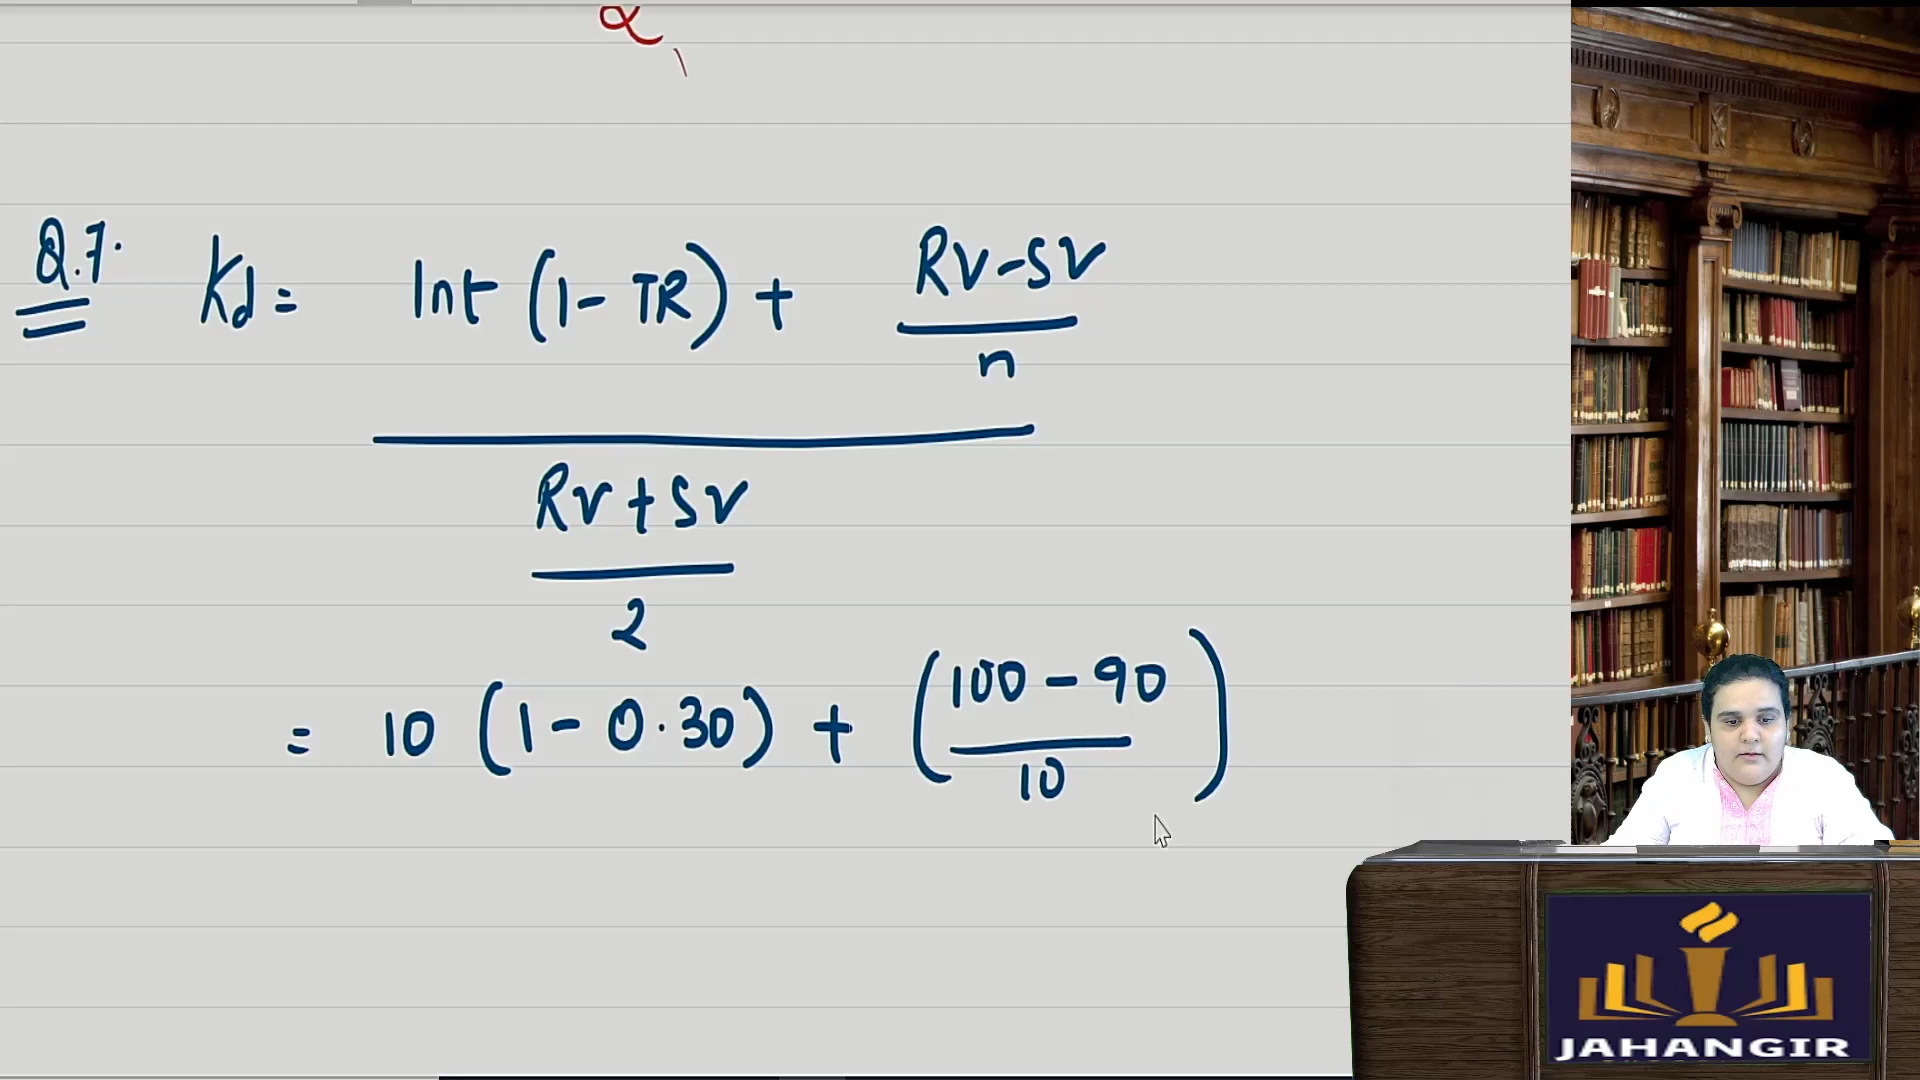 α
Q.7. Kd = Int (1 - TR) + RV - SV
n
RV + SV
2
= 10 (1 - 0.30) + (100 - 90
10)
JAHANGIR